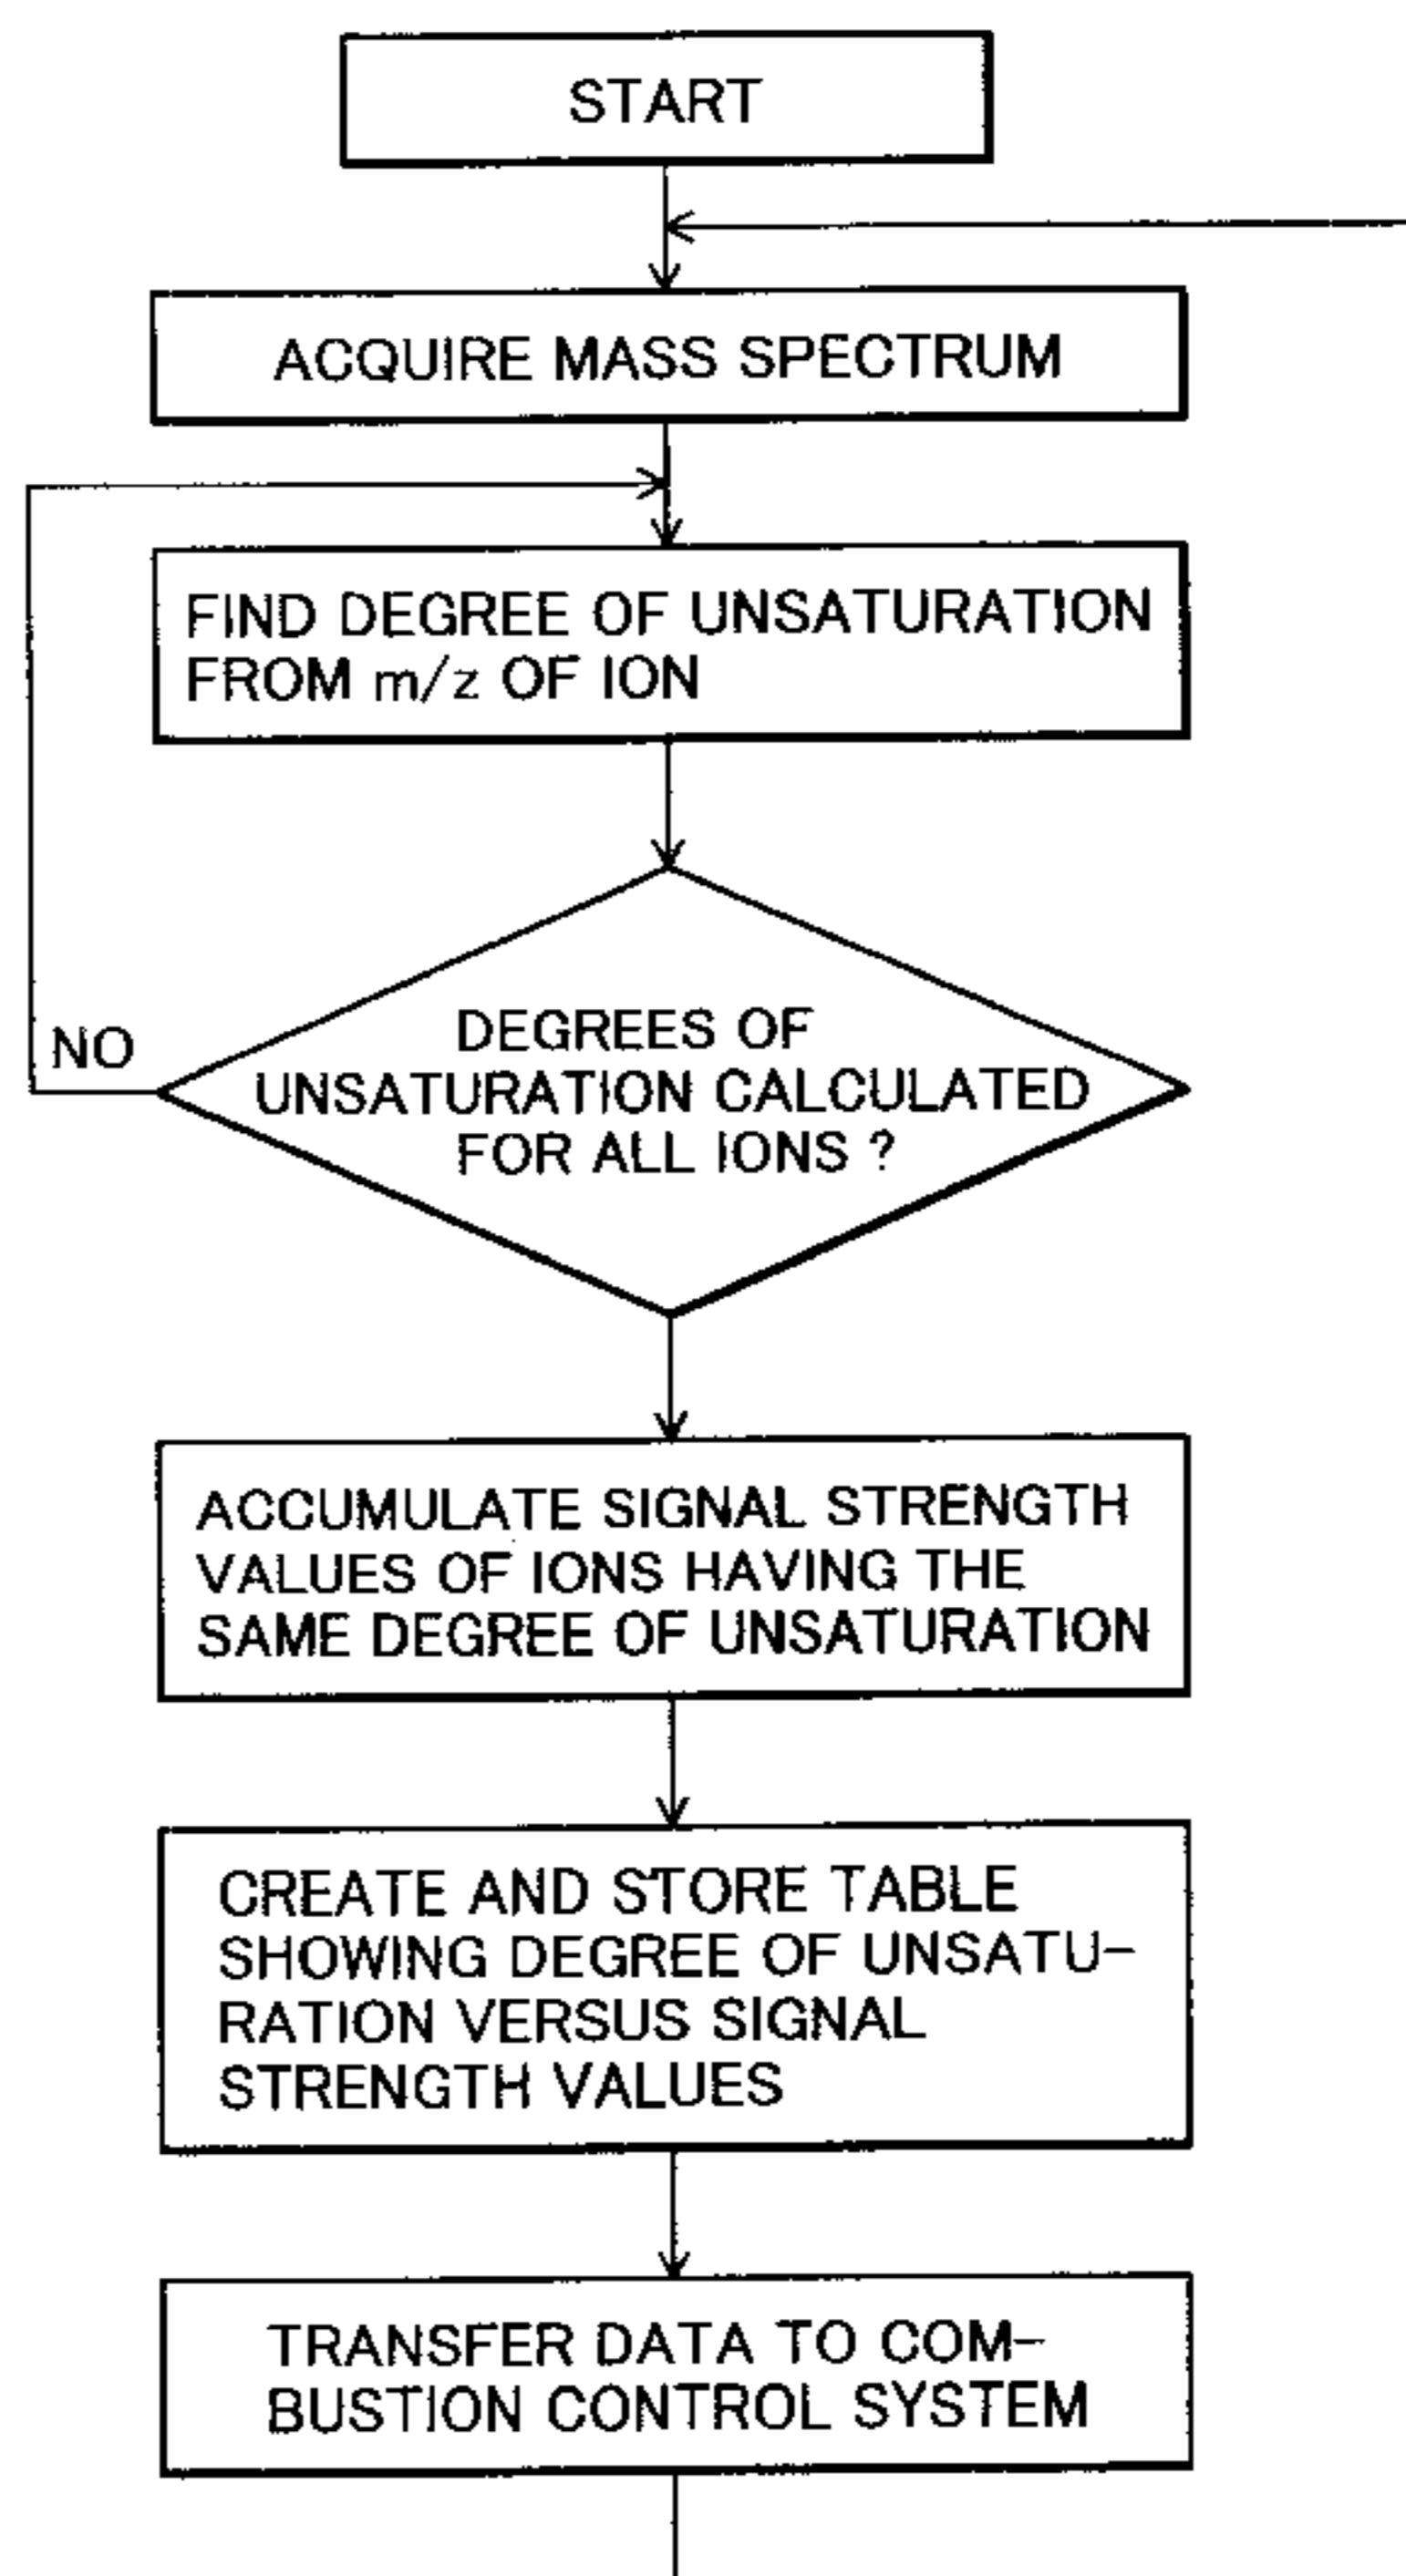 START
ACQUIRE MASS SPECTRUM
FIND DEGREE OF UNSATURATION
FROM m/z OF ION
DEGREES OF
UNSATURATION CALCULATED
FOR ALL IONS ?
NO
ACCUMULATE SIGNAL STRENGTH
VALUES OF IONS HAVING THE
SAME DEGREE OF UNSATURATION
CREATE AND STORE TABLE
SHOWING DEGREE OF UNSATU-
RATION VERSUS SIGNAL
STRENGTH VALUES
TRANSFER DATA TO COM-
BUSTION CONTROL SYSTEM